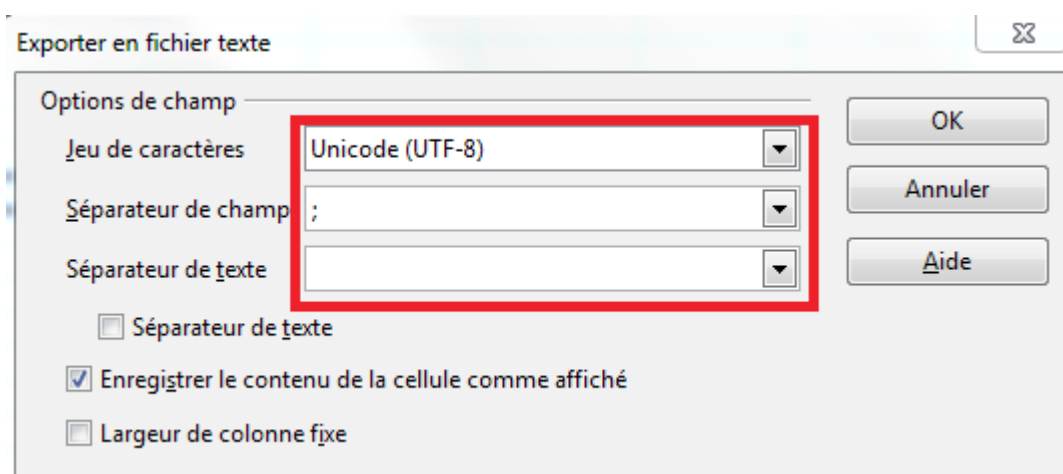 Exporter en fichier texte
Options de champ
OK
Jeu de caractères Unicode (UTF-8)
Annuler
Séparateur de champ ;
Séparateur de texte
Aide
Séparateur de texte
Enregistrer le contenu de la cellule comme affiché
Largeur de colonne fixe